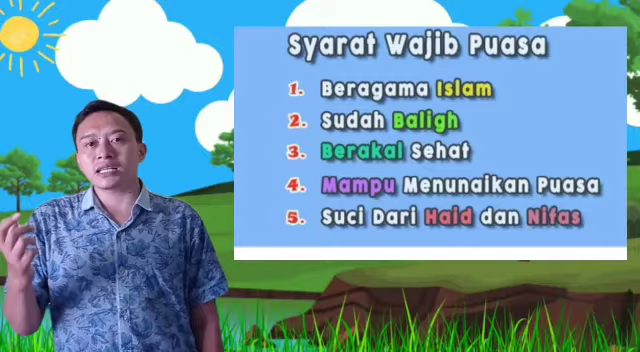 Syarat Wajib Puasa
1. Beragama Islam
2. Sudah Baligh
3. Berakal Sehat
4. Mampu Menunaikan Puasa
5. Suci Dari Haid dan Nifas